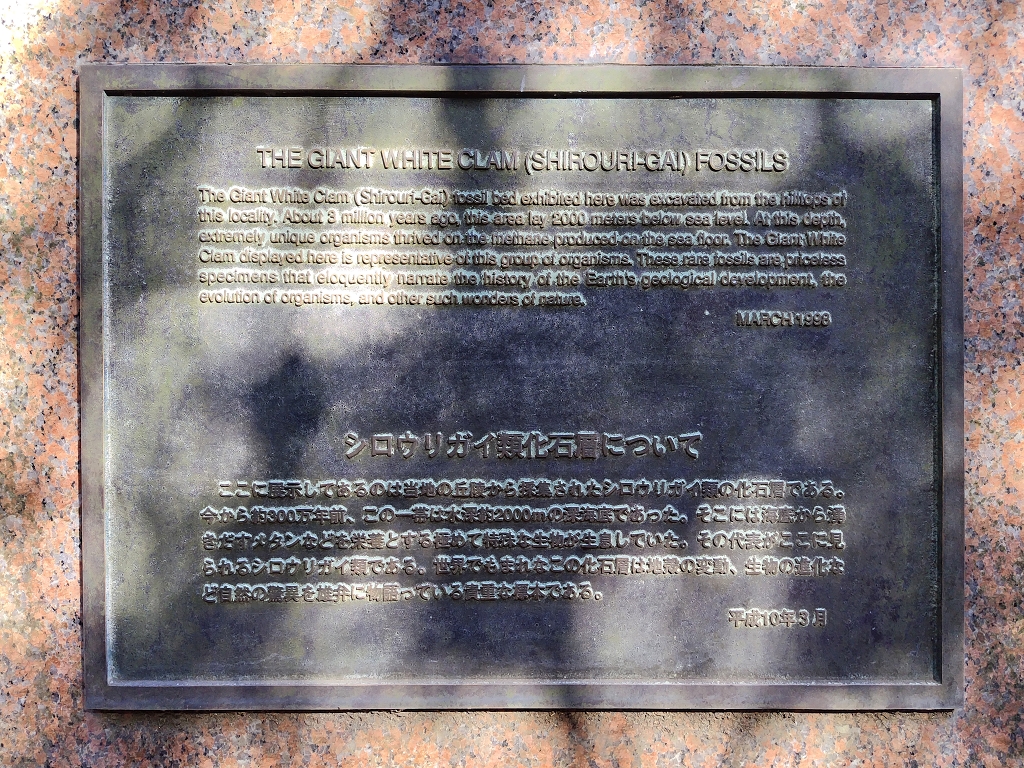 THE GIANT WHITE CLAM (SHIROURI-GAI) FOSSILS
The Giant White Clam (Shirouri-Gai) fossil bed exhibited here was excavated from the hilltops of
this locality. About 3 million years ago, this area lay 2000 meters below sea level. At this depth,
extremely unique organisms thrived on the methane produced on the sea floor. The Giant White
Clam displayed here is representative of this group of organisms. These rare fossils are priceless
specimens that eloquently narrate the history of the Earth's geological development, the
evolution of organisms, and other such wonders of nature.
MARCH 1998
シロウリガイ類化石層について
ここに展示してあるのは当地の丘陵から採集されたシロウリガイ類の化石層である。
今から約300万年前、この一帯は水深約2000mの深海底であった。そこには海底から湧
きだすメタンなどを栄養とする極めて特殊な生物が生息していた。その代表がここに見
られるシロウリガイ類である。世界でもまれなこの化石層は地殻の変動、生物の進化な
ど自然の驚異を雄弁に物語っている貴重な標本である。
平成10年3月